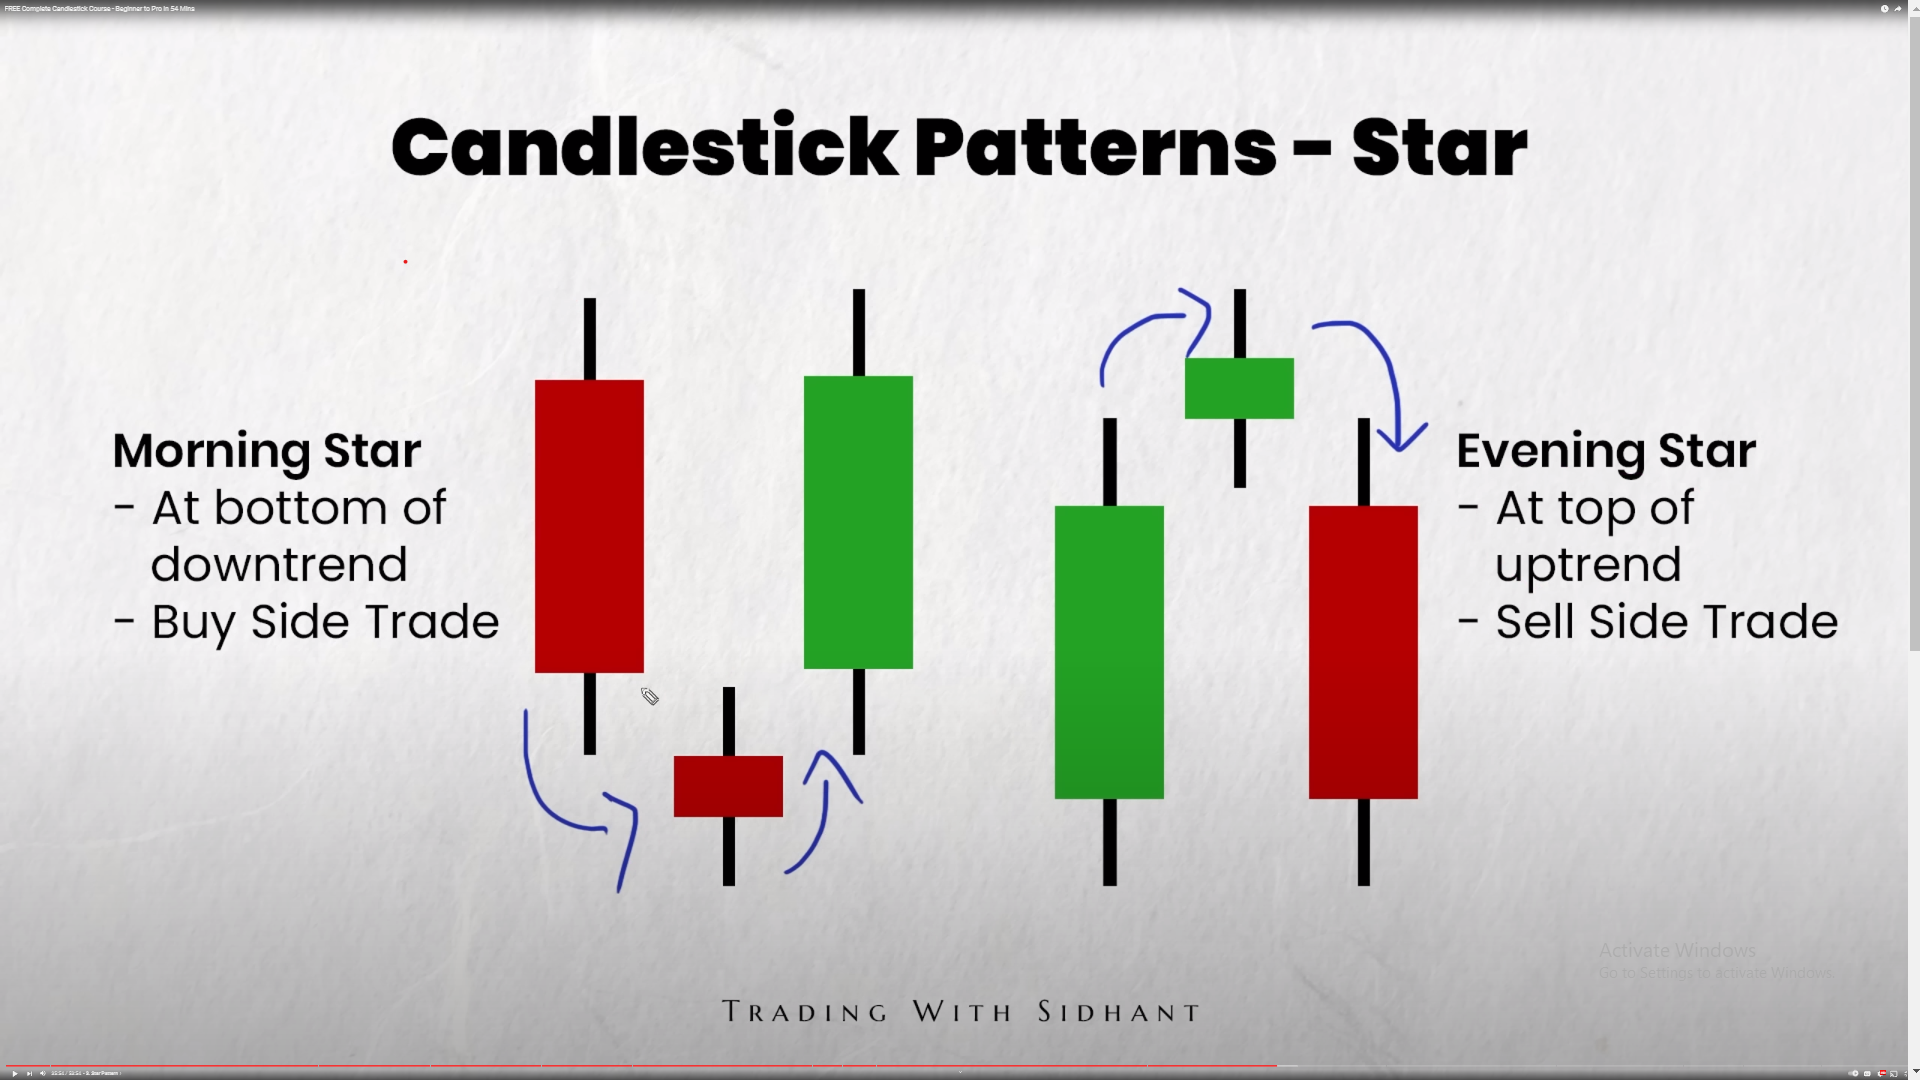 FREE Complete Candlestick Course - Beginner to Pro in 54 Mins
Candlestick Patterns - Star
Morning Star
- At bottom of
downtrend
- Buy Side Trade
Evening Star
- At top of
uptrend
- Sell Side Trade
Activate Windows
Go to Settings to activate Windows.
TRADING WITH SIDHANT
Star Pattern